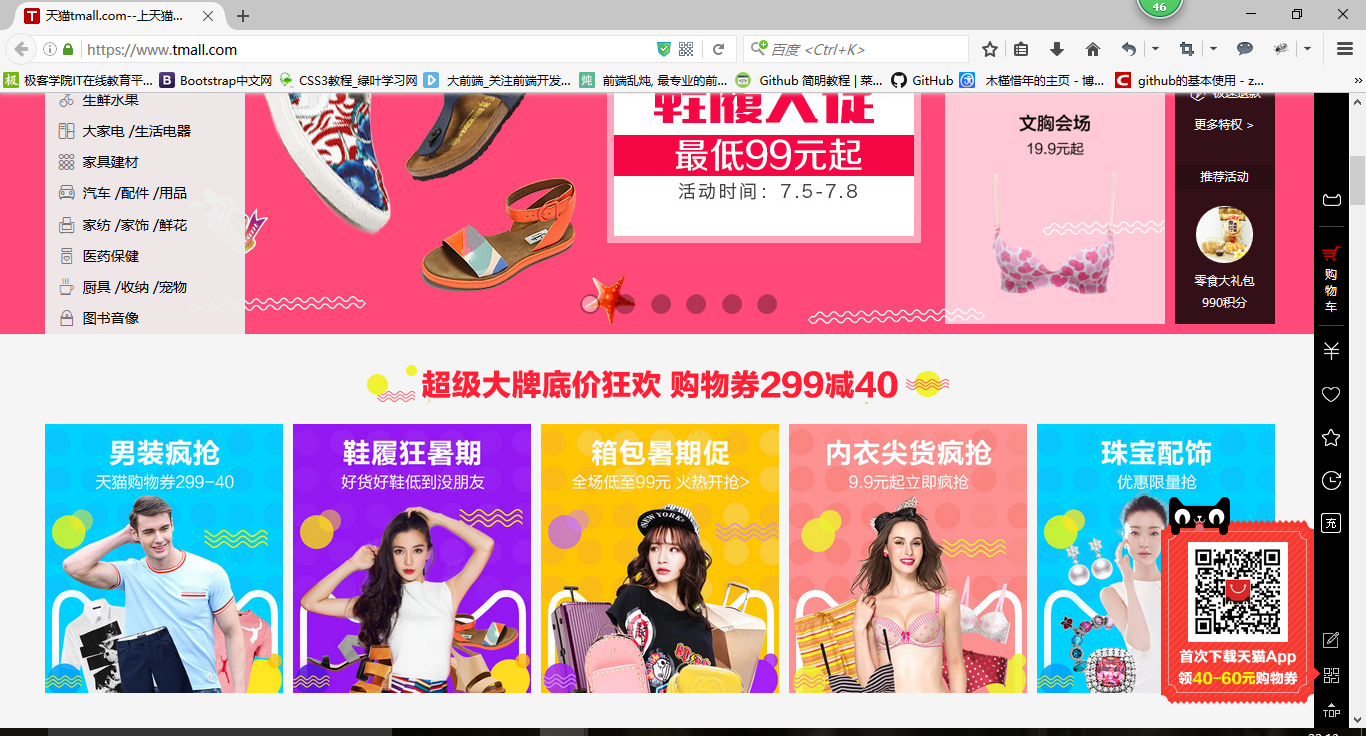 46
天猫tmall.com--上天猫...
https://www.tmall.com
百度 <Ctrl+K>
极客学院IT在线教育平...
Bootstrap中文网
CSS3教程_绿叶学习网
大前端_关注前端开发...
前端乱炖, 最专业的前...
Github 简明教程 | 菜...
GitHub
木槿惜年的主页 - 博...
github的基本使用 - z...
生鲜水果
大家电 /生活电器
家具建材
汽车 /配件 /用品
家纺 /家饰 /鲜花
医药保健
厨具 /收纳 /宠物
图书音像
鞋履大促
最低99元起
活动时间：7.5-7.8
文胸会场
19.9元起
极速退款
更多特权 >
推荐活动
零食大礼包
990积分
购物车
超级大牌底价狂欢 购物券299减40
男装疯抢
天猫购物券299-40
鞋履狂暑期
好货好鞋低到没朋友
箱包暑期促
全场低至99元 火热开抢>
NEW YORK
内衣尖货疯抢
9.9元起立即疯抢
珠宝配饰
优惠限量抢
充
首次下载天猫App
领40-60元购物券
TOP